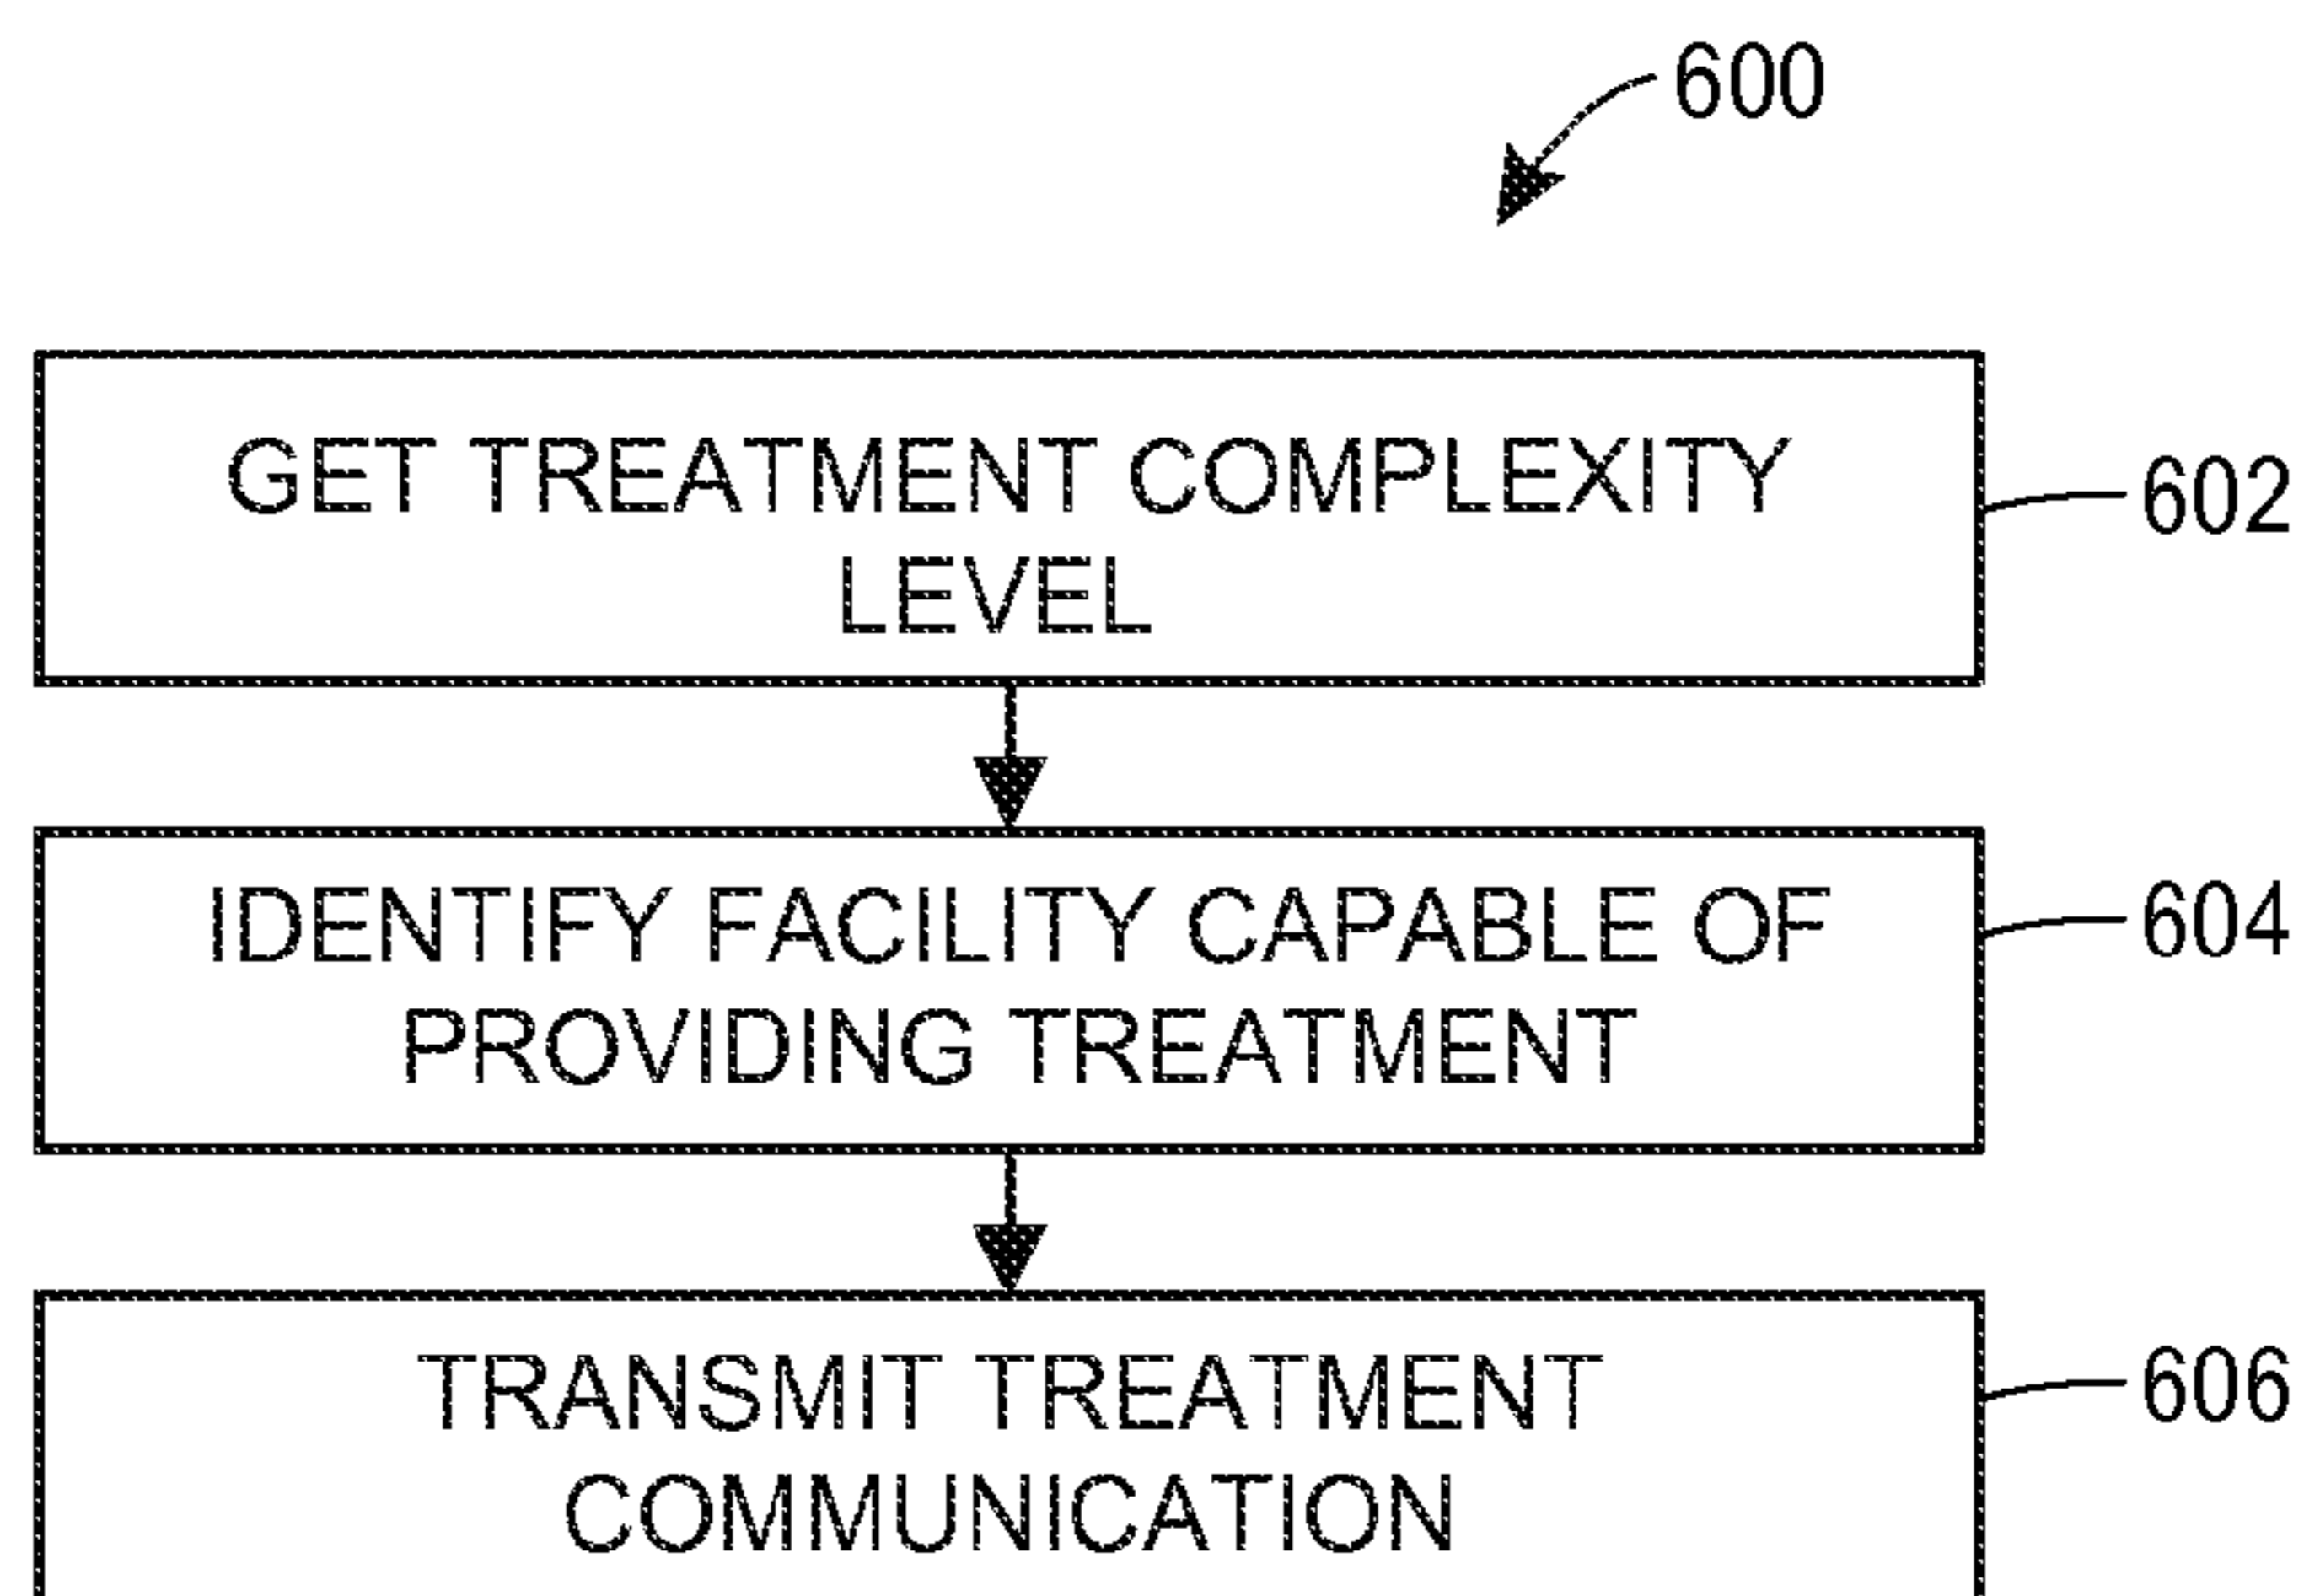 600
GET TREATMENT COMPLEXITY
LEVEL
602
IDENTIFY FACILITY CAPABLE OF
PROVIDING TREATMENT
604
TRANSMIT TREATMENT
COMMUNICATION
606